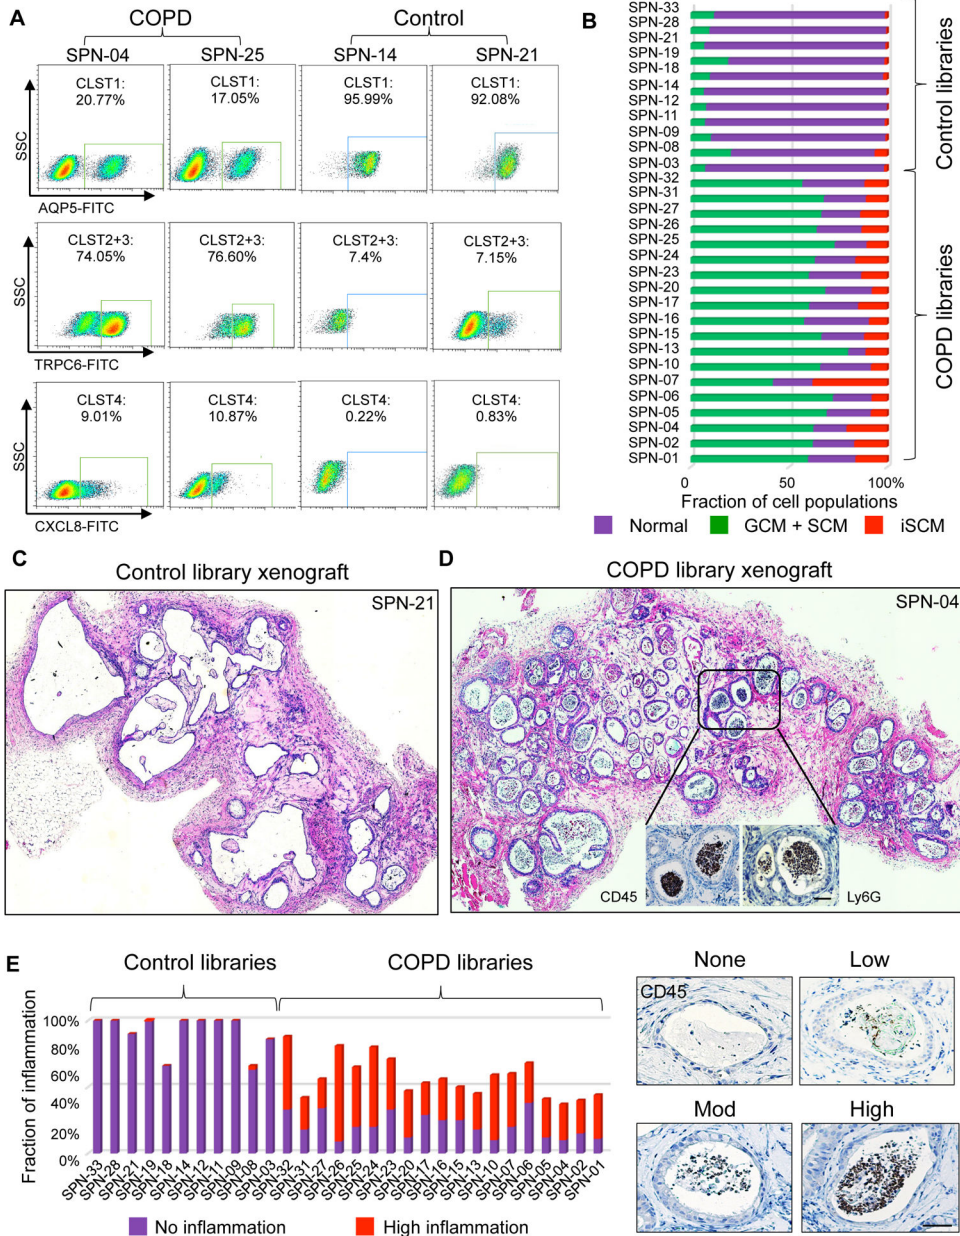 A
COPD
Control
SPN-04
SPN-25
SPN-14
SPN-21
SSC
CLST1:
20.77%
CLST1:
17.05%
CLST1:
95.99%
CLST1:
92.08%
AQP5-FITC
SSC
CLST2+3:
74.05%
CLST2+3:
76.60%
CLST2+3:
7.4%
CLST2+3:
7.15%
TRPC6-FITC
SSC
CLST4:
9.01%
CLST4:
10.87%
CLST4:
0.22%
CLST4:
0.83%
CXCL8-FITC
B
SPN-33
SPN-28
SPN-21
SPN-19
SPN-18
SPN-14
SPN-12
SPN-11
SPN-09
SPN-08
SPN-03
SPN-32
SPN-31
SPN-27
SPN-26
SPN-25
SPN-24
SPN-23
SPN-20
SPN-17
SPN-16
SPN-15
SPN-13
SPN-10
SPN-07
SPN-06
SPN-05
SPN-04
SPN-02
SPN-01
Control libraries
COPD libraries
0
50
100%
Fraction of cell populations
Normal
GCM + SCM
iSCM
C
Control library xenograft
SPN-21
D
COPD library xenograft
SPN-04
CD45
Ly6G
E
Control libraries
COPD libraries
Fraction of inflammation
100%
80%
60%
40%
20%
0%
SPN-33
SPN-28
SPN-21
SPN-19
SPN-18
SPN-14
SPN-12
SPN-11
SPN-09
SPN-08
SPN-03
SPN-32
SPN-31
SPN-27
SPN-26
SPN-25
SPN-24
SPN-23
SPN-20
SPN-17
SPN-16
SPN-15
SPN-13
SPN-10
SPN-07
SPN-06
SPN-05
SPN-04
SPN-02
SPN-01
No inflammation
High inflammation
None
Low
CD45
Mod
High